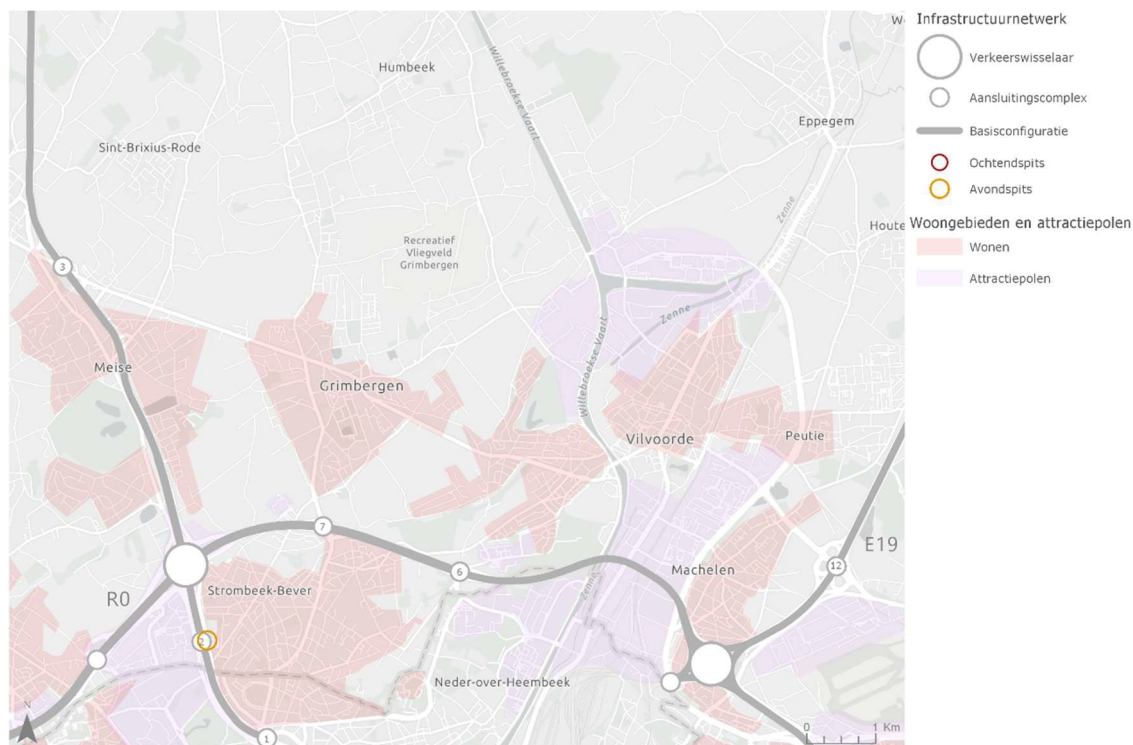 Humbeek
Willebroekse Vaart
Eppegem
Sint-Brixius-Rode
Zenne
Recreatief
Vliegveld
Grimbergen
Houte
3
Zenne
Willebroekse Vaart
Meise
Grimbergen
Vilvoorde
Peutie
7
E19
6
Machelen
12
Zenne
Strombeek-Bever
R0
2
Neder-over-Heembeek
N
1
0 1 Km
Infrastructuurnetwerk
Verkeerswisselaar
Aansluitingscomplex
Basisconfiguratie
Ochtendspits
Avondspits
Woongebieden en attractiepolen
Wonen
Attractiepolen